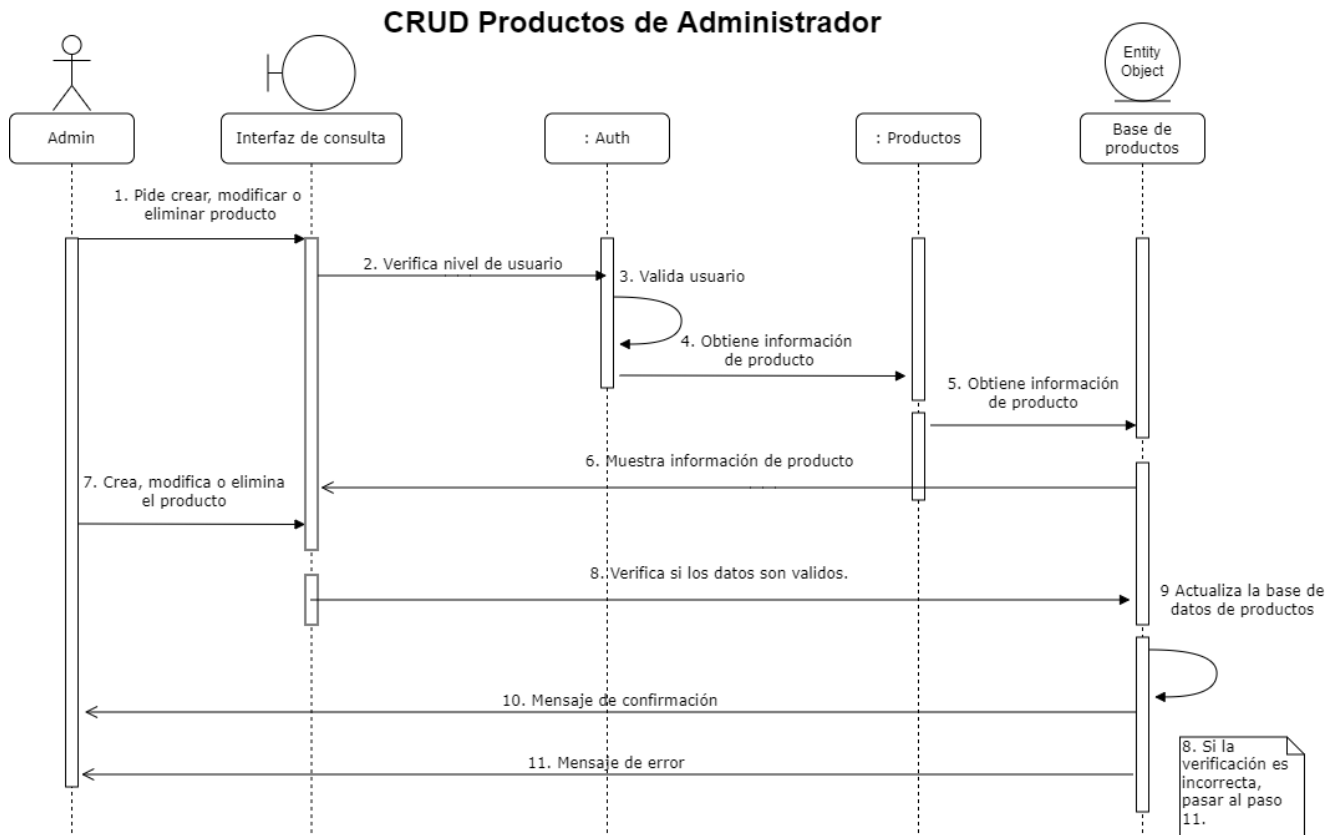 CRUD Productos de Administrador
Entity
Object
Admin
Interfaz de consulta
: Auth
: Productos
Base de
productos
1. Pide crear, modificar o
eliminar producto
2. Verifica nivel de usuario
3. Valida usuario
4. Obtiene información
de producto
5. Obtiene información
de producto
6. Muestra información de producto
7. Crea, modifica o elimina
el producto
8. Verifica si los datos son validos.
9 Actualiza la base de
datos de productos
10. Mensaje de confirmación
11. Mensaje de error
8. Si la
verificación es
incorrecta,
pasar al paso
11.